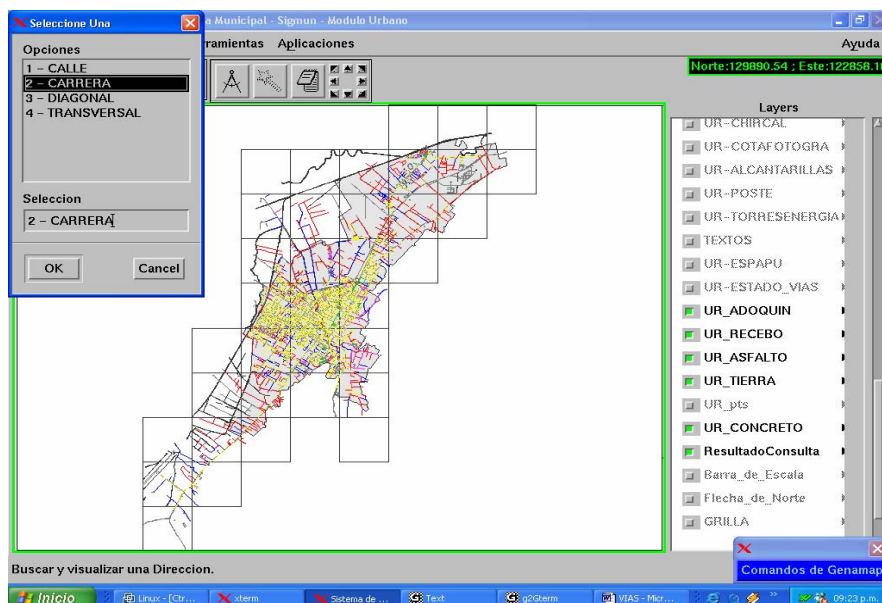 Seleccione Una
a Municipal - Sigmun - Modulo Urbano
Opciones
1 - CALLE
2 - CARRERA
3 - DIAGONAL
4 - TRANSVERSAL
Seleccion
2 - CARRERA
OK
Cancel
rramientas
Aplicaciones
Ayuda
Norte:129890.54 ; Este:122858.18
Layers
UR-CHIRCAL
UR-COTAFOTOGRA
UR-ALCANTARILLAS
UR-POSTE
UR-TORRESENERGIA
TEXTOS
UR-ESPAPU
UR-ESTADO_VIAS
UR_ADOQUIN
UR_RECEBO
UR_ASFALTO
UR_TIERRA
UR_pts
UR_CONCRETO
ResultadoConsulta
Barra_de_Escala
Flecha_de_Norte
GRILLA
Buscar y visualizar una Direccion.
Comandos de Genamap
Inicio
Linux - [Ctr...
xterm
Sistema de ...
Text
g2Gterm
VIAS - Micr...
09:23 p.m.